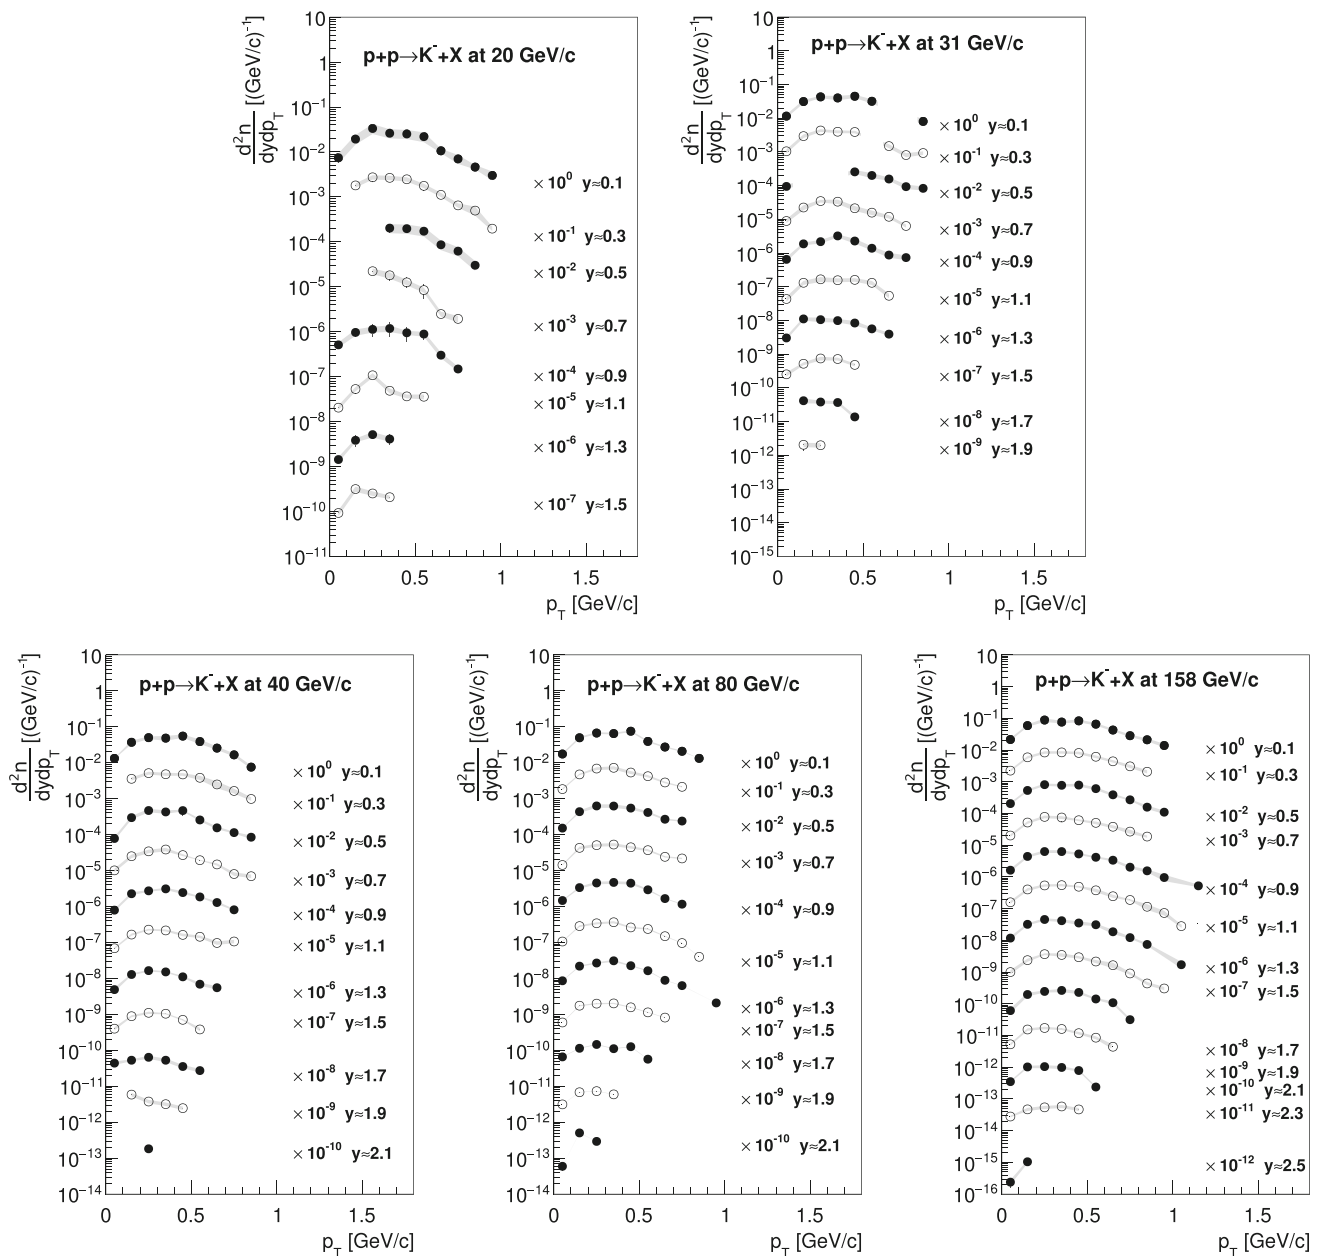 p+p→K⁻+X at 20 GeV/c
d²n/dydp_T [(GeV/c)⁻¹]
10
1
10⁻¹
10⁻²
10⁻³
10⁻⁴
10⁻⁵
10⁻⁶
10⁻⁷
10⁻⁸
10⁻⁹
10⁻¹⁰
10⁻¹¹
× 10⁰ y≈0.1
× 10⁻¹ y≈0.3
× 10⁻² y≈0.5
× 10⁻³ y≈0.7
× 10⁻⁴ y≈0.9
× 10⁻⁵ y≈1.1
× 10⁻⁶ y≈1.3
× 10⁻⁷ y≈1.5
0 0.5 1 1.5
p_T [GeV/c]
p+p→K⁻+X at 31 GeV/c
d²n/dydp_T [(GeV/c)⁻¹]
10
1
10⁻¹
10⁻²
10⁻³
10⁻⁴
10⁻⁵
10⁻⁶
10⁻⁷
10⁻⁸
10⁻⁹
10⁻¹⁰
10⁻¹¹
10⁻¹²
10⁻¹³
10⁻¹⁴
10⁻¹⁵
× 10⁰ y≈0.1
× 10⁻¹ y≈0.3
× 10⁻² y≈0.5
× 10⁻³ y≈0.7
× 10⁻⁴ y≈0.9
× 10⁻⁵ y≈1.1
× 10⁻⁶ y≈1.3
× 10⁻⁷ y≈1.5
× 10⁻⁸ y≈1.7
× 10⁻⁹ y≈1.9
0 0.5 1 1.5
p_T [GeV/c]
p+p→K⁻+X at 40 GeV/c
d²n/dydp_T [(GeV/c)⁻¹]
10
1
10⁻¹
10⁻²
10⁻³
10⁻⁴
10⁻⁵
10⁻⁶
10⁻⁷
10⁻⁸
10⁻⁹
10⁻¹⁰
10⁻¹¹
10⁻¹²
10⁻¹³
10⁻¹⁴
× 10⁰ y≈0.1
× 10⁻¹ y≈0.3
× 10⁻² y≈0.5
× 10⁻³ y≈0.7
× 10⁻⁴ y≈0.9
× 10⁻⁵ y≈1.1
× 10⁻⁶ y≈1.3
× 10⁻⁷ y≈1.5
× 10⁻⁸ y≈1.7
× 10⁻⁹ y≈1.9
× 10⁻¹⁰ y≈2.1
0 0.5 1 1.5
p_T [GeV/c]
p+p→K⁻+X at 80 GeV/c
d²n/dydp_T [(GeV/c)⁻¹]
10
1
10⁻¹
10⁻²
10⁻³
10⁻⁴
10⁻⁵
10⁻⁶
10⁻⁷
10⁻⁸
10⁻⁹
10⁻¹⁰
10⁻¹¹
10⁻¹²
10⁻¹³
10⁻¹⁴
× 10⁰ y≈0.1
× 10⁻¹ y≈0.3
× 10⁻² y≈0.5
× 10⁻³ y≈0.7
× 10⁻⁴ y≈0.9
× 10⁻⁵ y≈1.1
× 10⁻⁶ y≈1.3
× 10⁻⁷ y≈1.5
× 10⁻⁸ y≈1.7
× 10⁻⁹ y≈1.9
× 10⁻¹⁰ y≈2.1
0 0.5 1 1.5
p_T [GeV/c]
p+p→K⁻+X at 158 GeV/c
d²n/dydp_T [(GeV/c)⁻¹]
10
1
10⁻¹
10⁻²
10⁻³
10⁻⁴
10⁻⁵
10⁻⁶
10⁻⁷
10⁻⁸
10⁻⁹
10⁻¹⁰
10⁻¹¹
10⁻¹²
10⁻¹³
10⁻¹⁴
10⁻¹⁵
10⁻¹⁶
× 10⁰ y≈0.1
× 10⁻¹ y≈0.3
× 10⁻² y≈0.5
× 10⁻³ y≈0.7
× 10⁻⁴ y≈0.9
× 10⁻⁵ y≈1.1
× 10⁻⁶ y≈1.3
× 10⁻⁷ y≈1.5
× 10⁻⁸ y≈1.7
× 10⁻⁹ y≈1.9
× 10⁻¹⁰ y≈2.1
× 10⁻¹¹ y≈2.3
× 10⁻¹² y≈2.5
0 0.5 1 1.5
p_T [GeV/c]